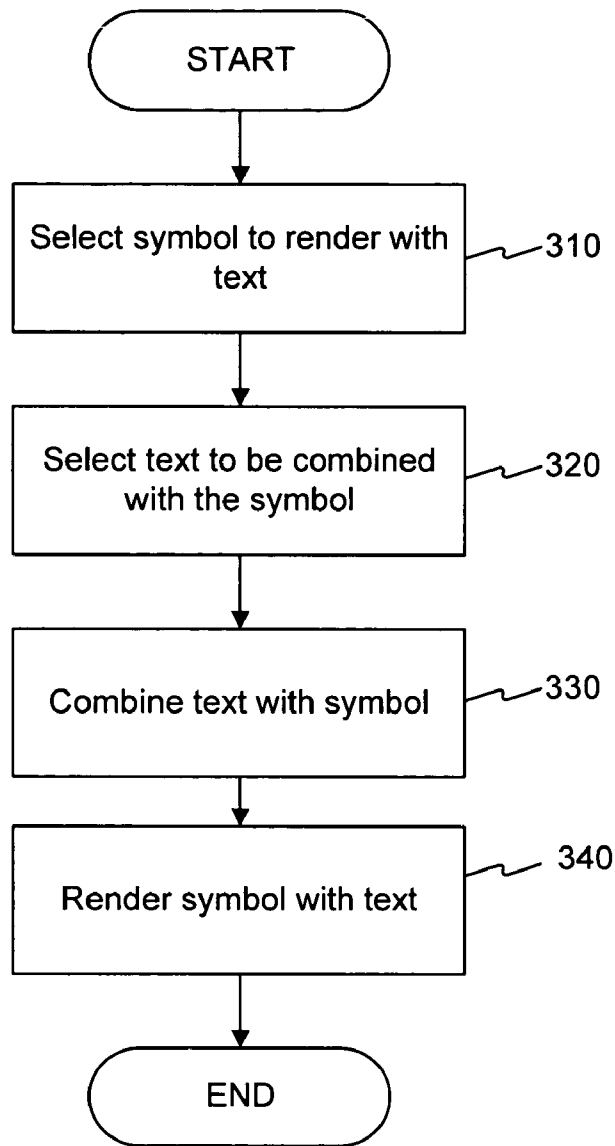 START
Select symbol to render with
text
310
Select text to be combined
with the symbol
320
Combine text with symbol
330
Render symbol with text
340
END